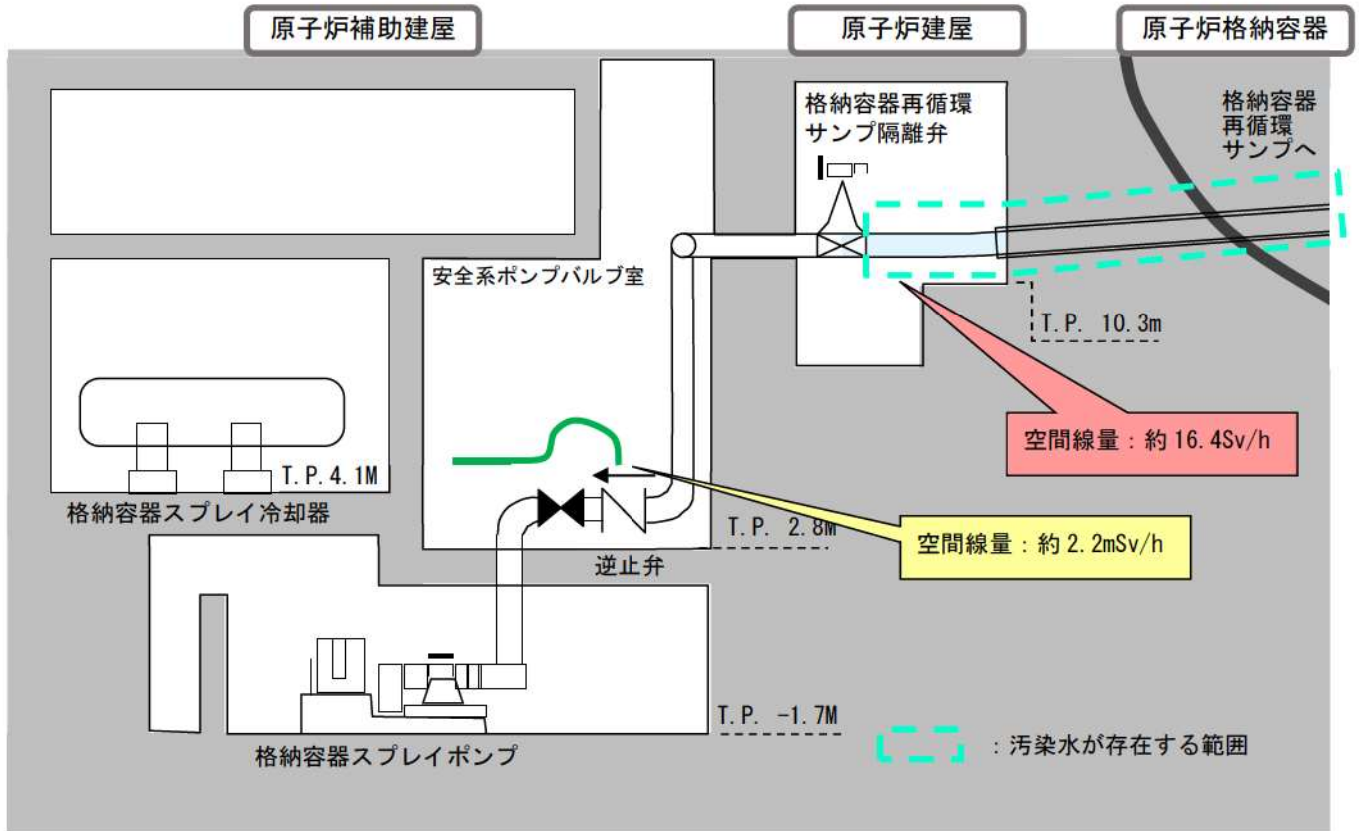 原子炉補助建屋
原子炉建屋
原子炉格納容器
格納容器再循環
サンプ隔離弁
格納容器
再循環
サンプへ
安全系ポンプバルブ室
T.P. 10.3m
空間線量：約16.4Sv/h
T.P.4.1M
格納容器スプレイ冷却器
T.P. 2.8M
空間線量：約2.2mSv/h
逆止弁
T.P. -1.7M
格納容器スプレイポンプ
：汚染水が存在する範囲